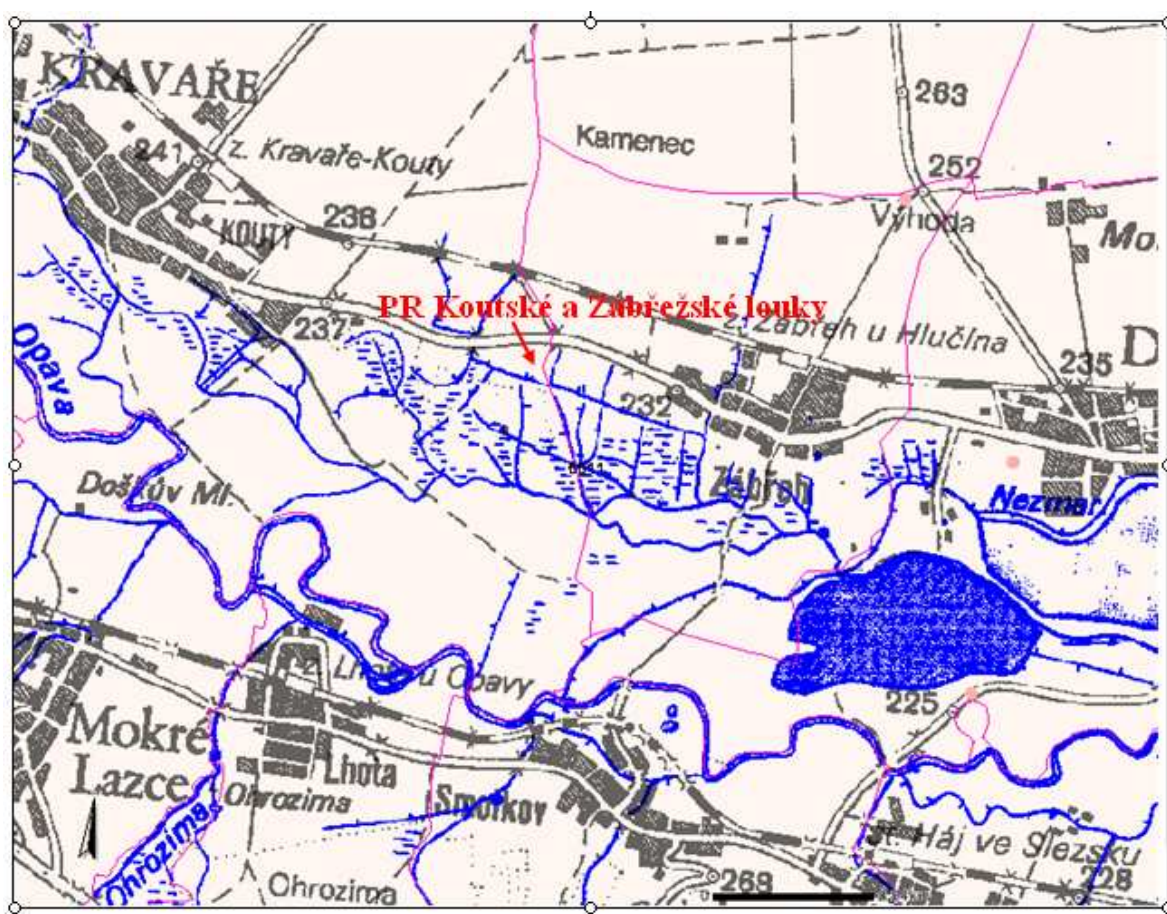 KRAVAŘE
263
Kamenec
241
z. Kravaře-Kouty
252
Výhoda
236
KOUTY
Mo.
PR Koutské a Zábřežské louky
237
z. Zábřeh u Hlučína
235
D
Opava
232
Zábřeh
Doškův Ml.
Nezmar
z. Lhota u Opavy
225
Mokré
Lazce
Lhota
Ohrozima
Smolkov
st. Háj ve Slezsku
Ohrozima
Ohrozima
268
228